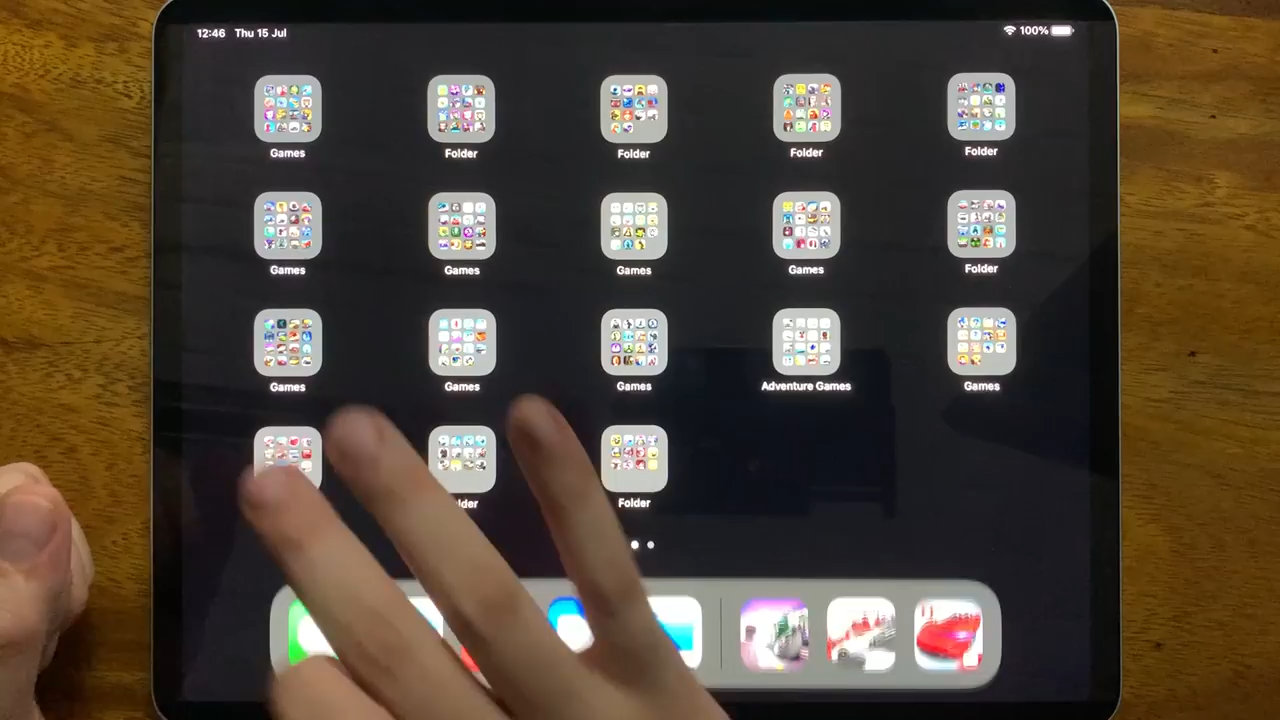 12:46 Thu 15 Jul 100%
Games Folder Folder Folder Folder
Games Games Games Games Folder
Games Games Games Adventure Games Games
Folder